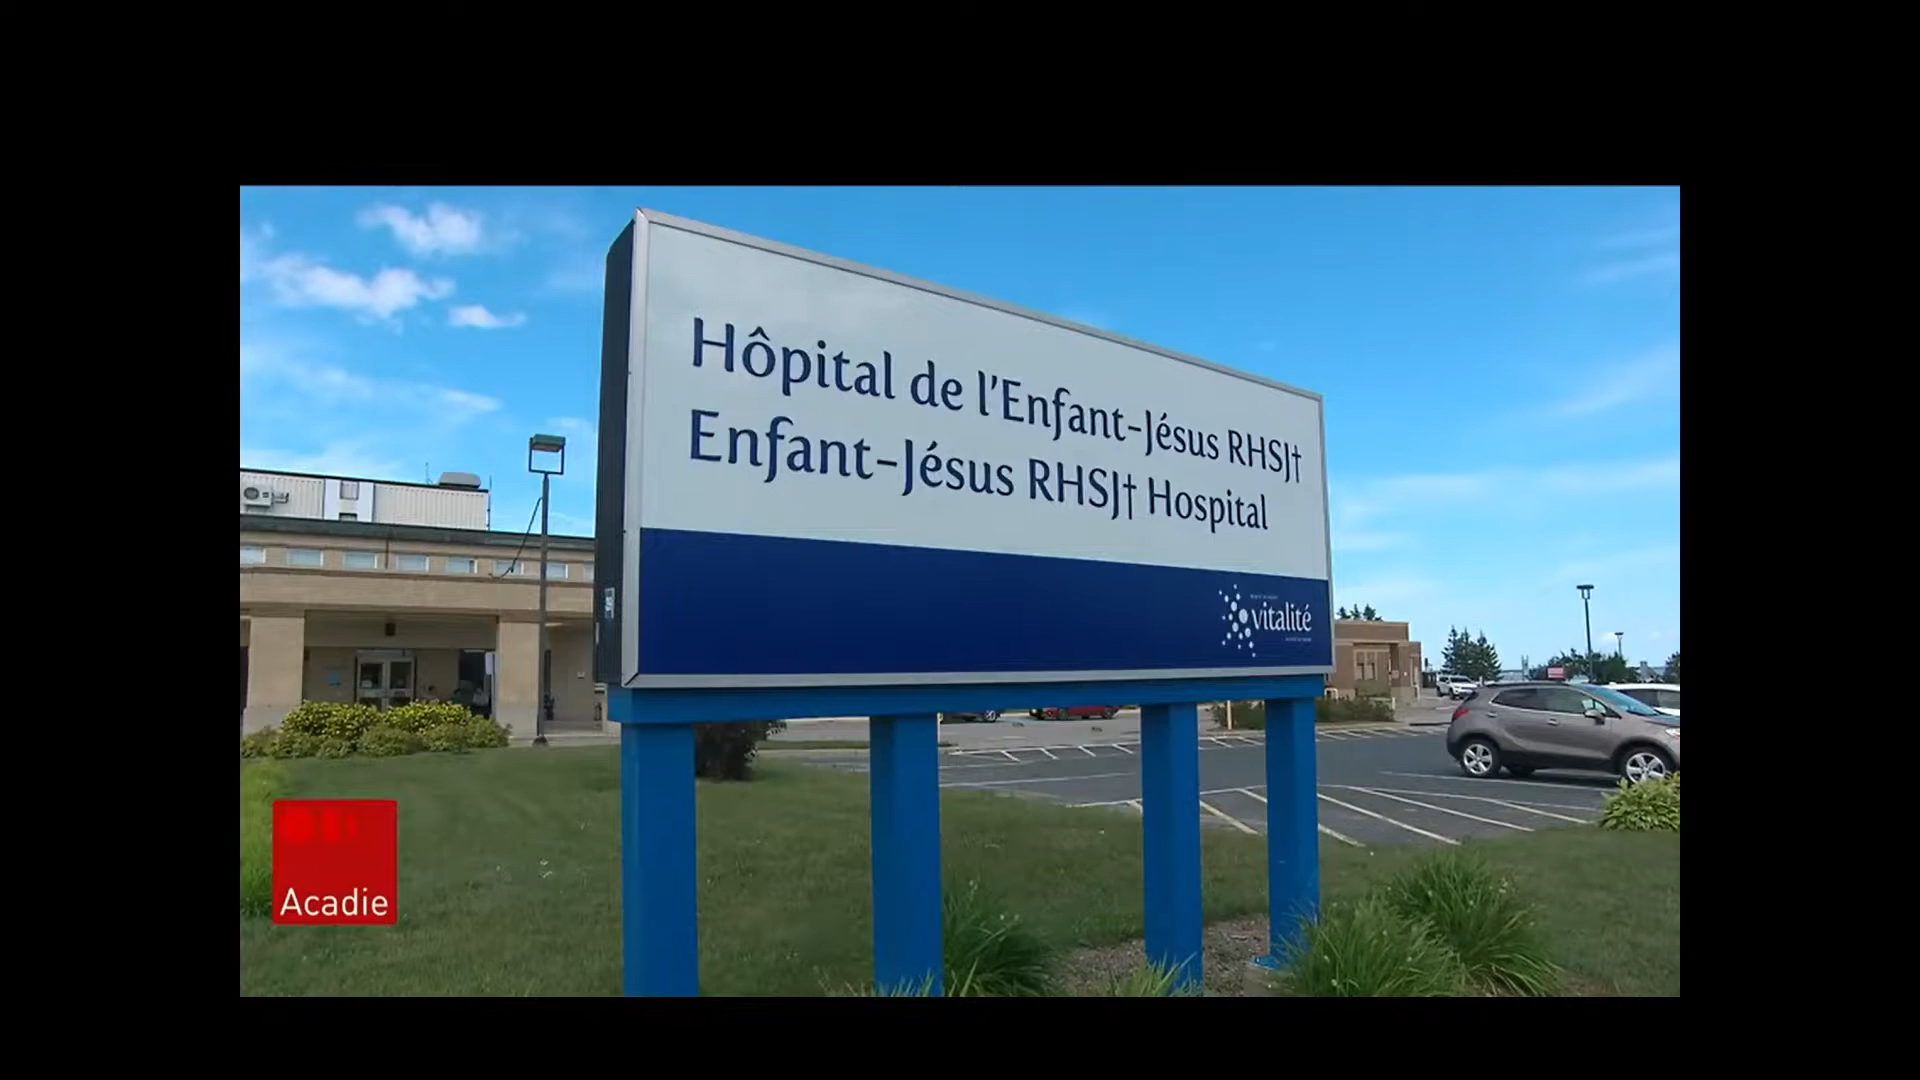 Hôpital de l'Enfant-Jésus RHSJ†
Enfant-Jésus RHSJ† Hospital
vitalité
Acadie